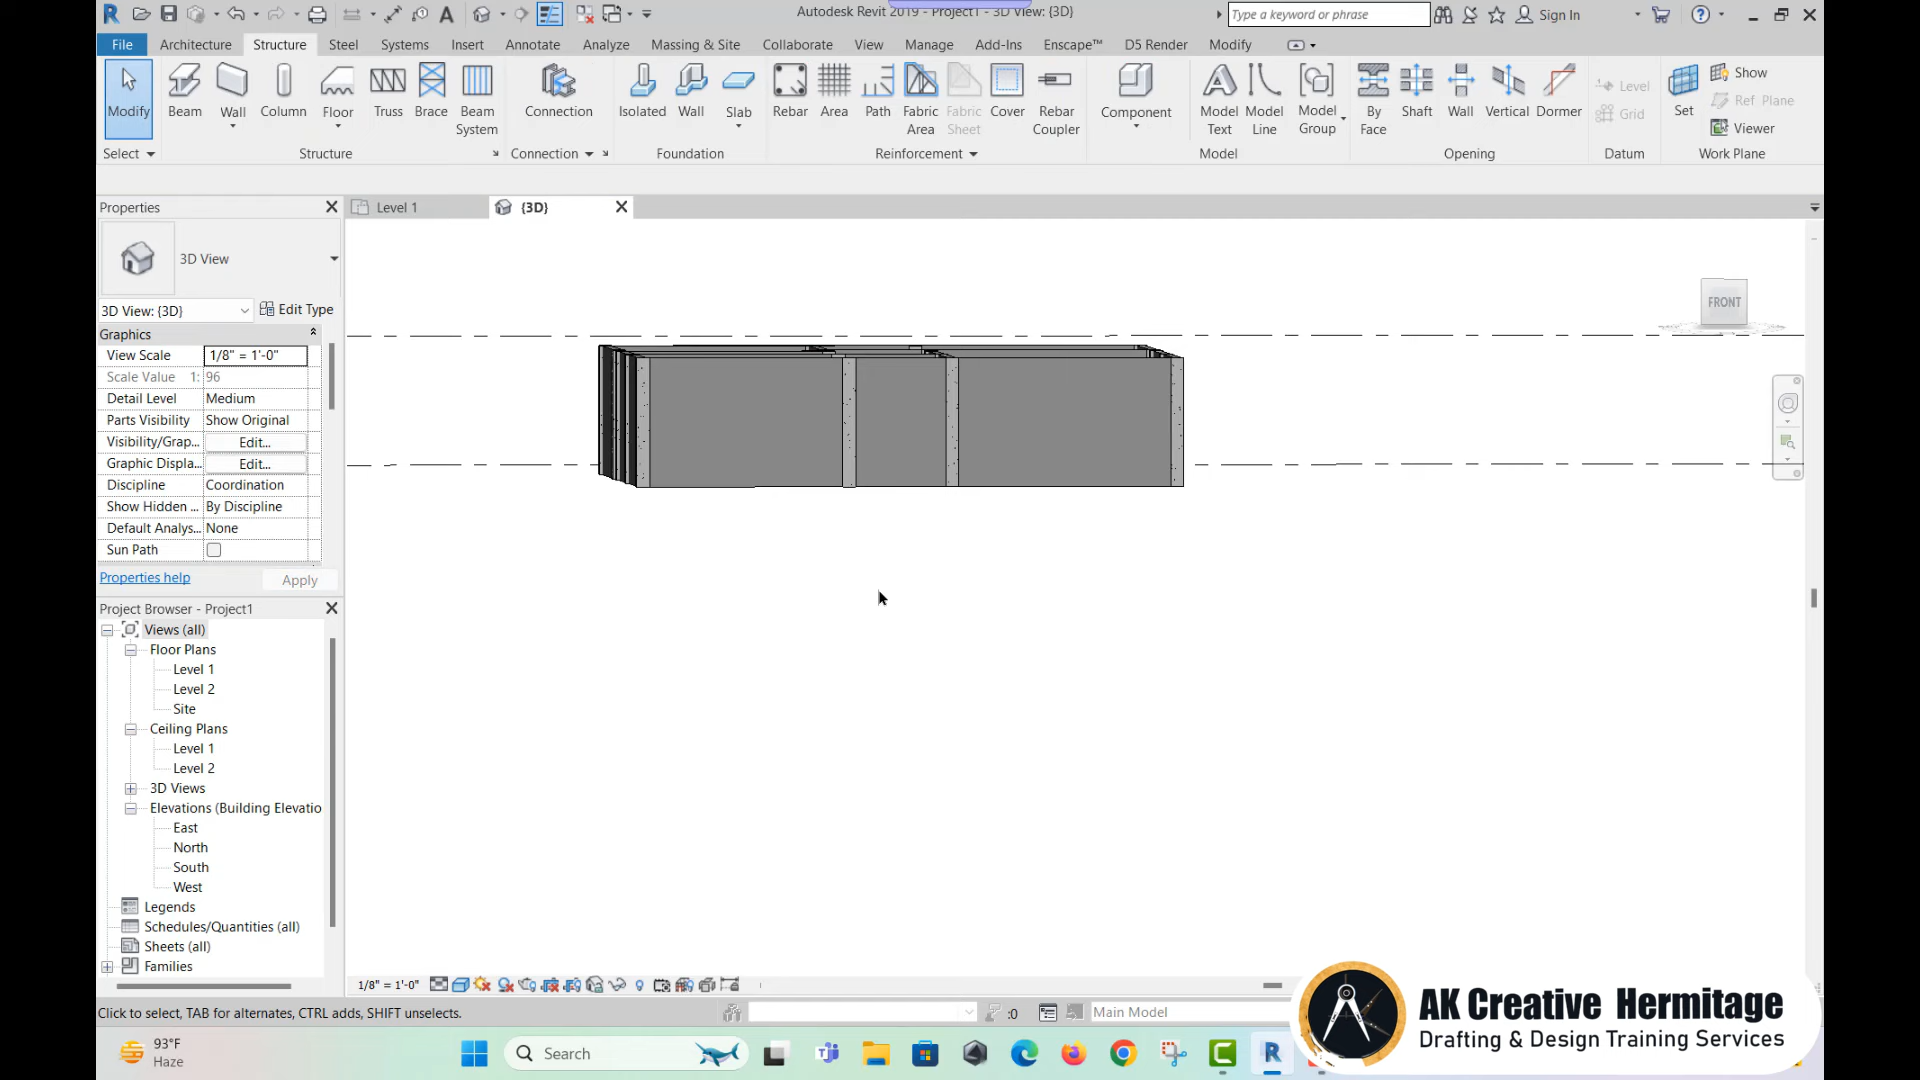 Autodesk Revit 2019 - Project1 - 3D View: {3D}
Type a keyword or phrase
Sign In
File Architecture Structure Steel Systems Insert Annotate Analyze Massing & Site Collaborate View Manage Add-Ins Enscape™ D5 Render Modify
Modify Beam Wall Column Floor Truss Brace Beam System Connection Isolated Wall Slab Rebar Area Path Fabric Area Fabric Sheet Cover Rebar Coupler Component Model Text Model Line Model Group By Face Shaft Wall Vertical Dormer Level Grid Set Show Ref Plane Viewer
Select Structure Connection Foundation Reinforcement Model Opening Datum Work Plane
Properties
Level 1 {3D}
3D View
3D View: {3D} Edit Type
Graphics
View Scale 1/8" = 1'-0"
Scale Value 1: 96
Detail Level Medium
Parts Visibility Show Original
Visibility/Grap... Edit...
Graphic Displa... Edit...
Discipline Coordination
Show Hidden ... By Discipline
Default Analys... None
Sun Path
Properties help Apply
FRONT
Project Browser - Project1
Views (all)
Floor Plans
Level 1
Level 2
Site
Ceiling Plans
Level 1
Level 2
3D Views
Elevations (Building Elevatio
East
North
South
West
Legends
Schedules/Quantities (all)
Sheets (all)
Families
1/8" = 1'-0"
Click to select, TAB for alternates, CTRL adds, SHIFT unselects.
:0
Main Model
AK Creative Hermitage
Drafting & Design Training Services
93°F
Haze
Search